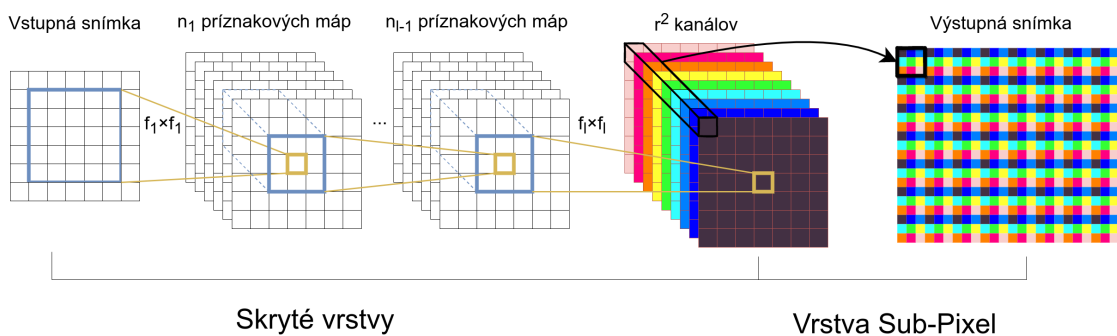 Vstupná snímka
n₁ príznakových máp
nₗ₋₁ príznakových máp
r² kanálov
Výstupná snímka
f₁×f₁
...
fₗ×fₗ
Skryté vrstvy
Vrstva Sub-Pixel